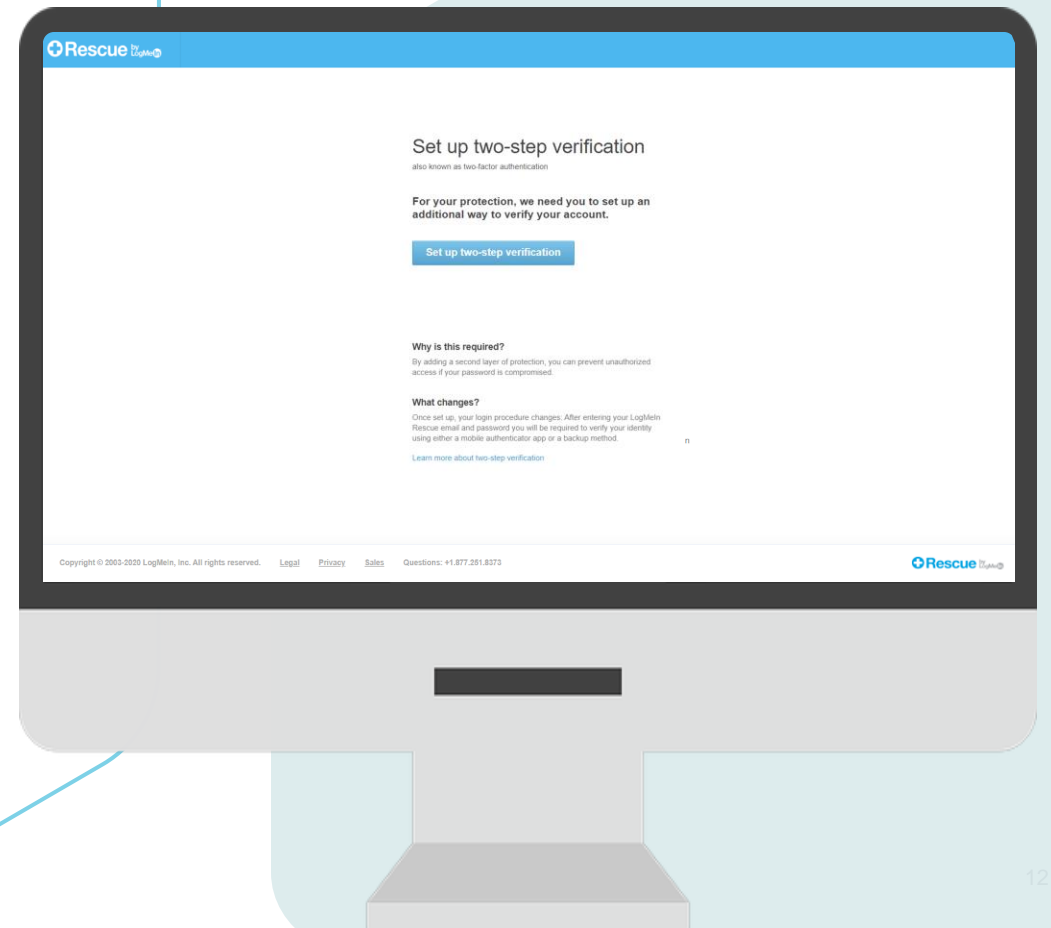 Rescue by LogMeIn
Set up two-step verification
also known as two-factor authentication
For your protection, we need you to set up an
additional way to verify your account.
Set up two-step verification
Why is this required?
By adding a second layer of protection, you can prevent unauthorized
access if your password is compromised.
What changes?
Once set up, your login procedure changes: After entering your LogMeIn
Rescue email and password you will be required to verify your identity
using either a mobile authenticator app or a backup method.
n
Learn more about two-step verification
Copyright © 2003-2020 LogMeIn, Inc. All rights reserved. Legal Privacy Sales Questions: +1.877.251.8373
Rescue by LogMeIn
12